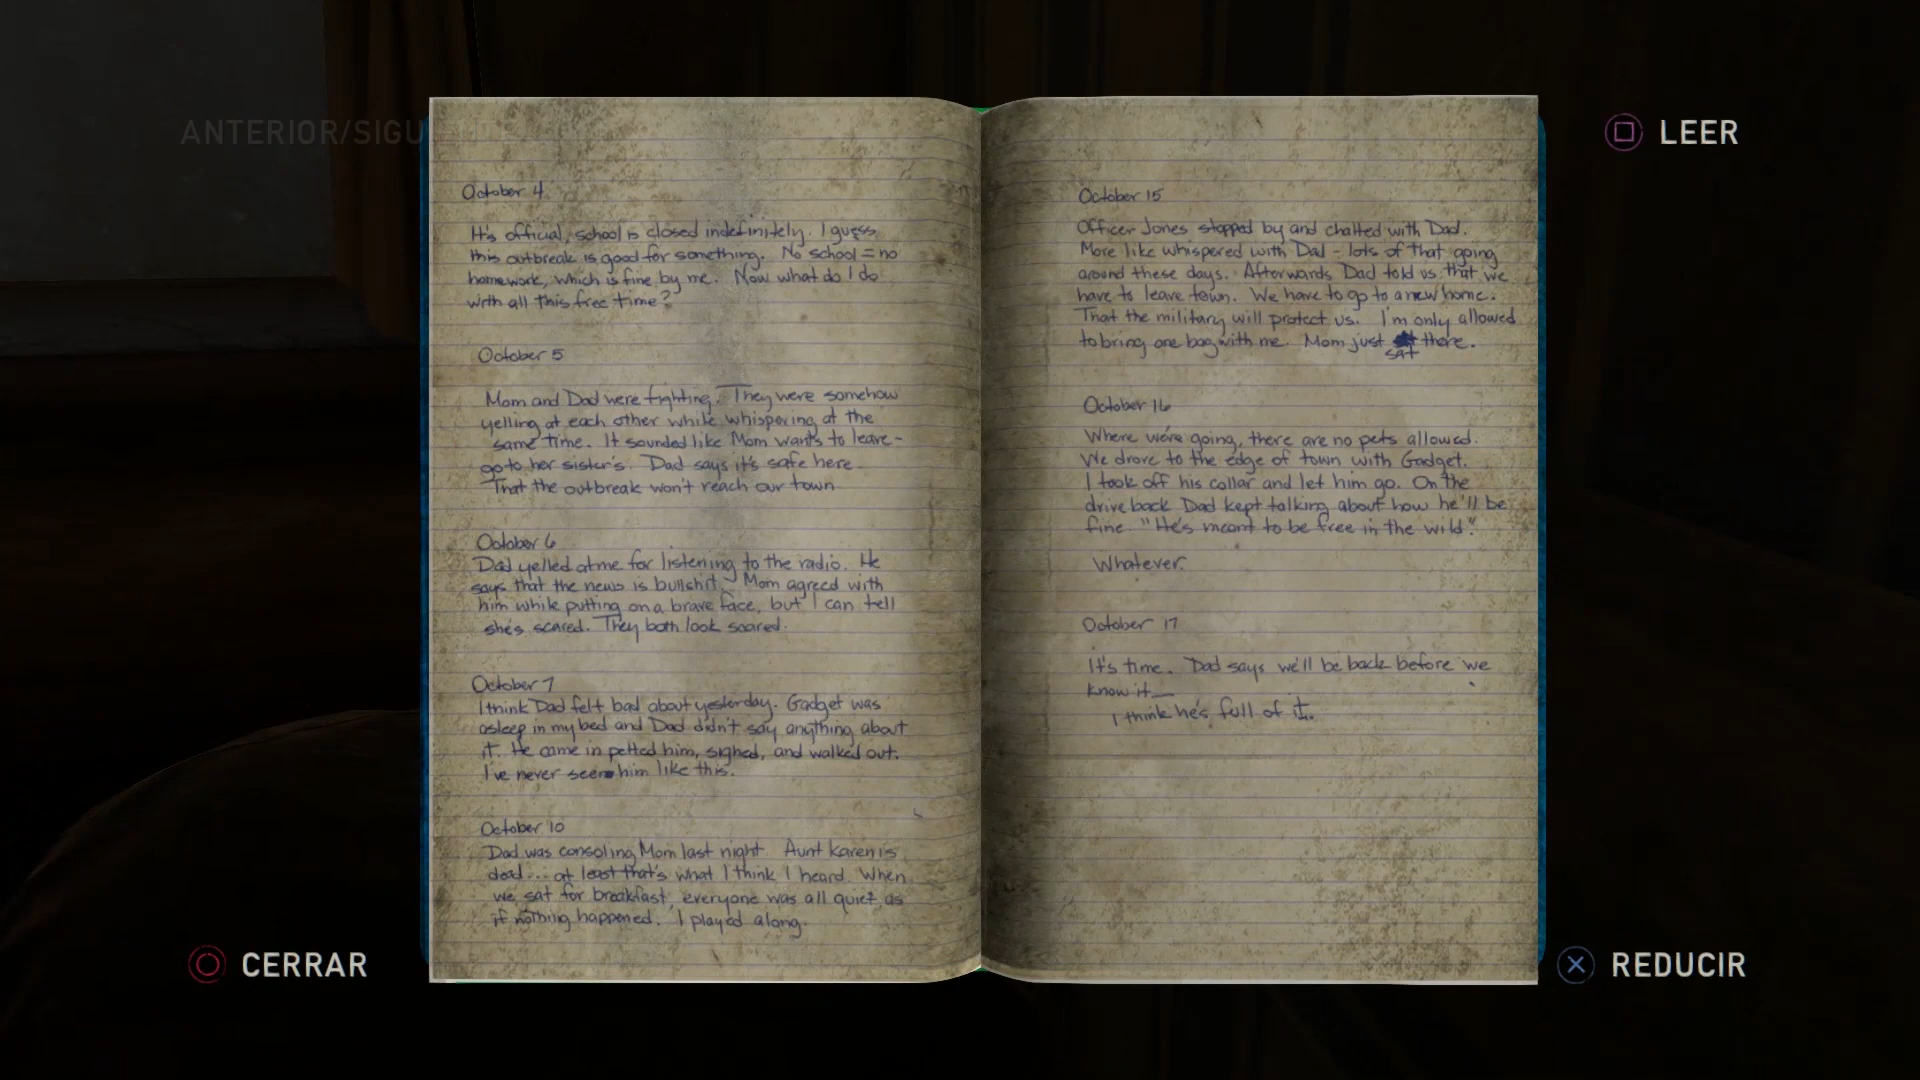 ANTERIOR/SIGU
LEER
October 4
It's official, school is closed indefinitely. I guess
this outbreak is good for something. No school = no
homework, which is fine by me. Now what do I do
with all this free time?
October 5
Mom and Dad were fighting. They were somehow
yelling at each other while whispering at the
same time. It sounded like Mom wants to leave -
go to her sister's. Dad says it's safe here.
That the outbreak won't reach our town
October 6
Dad yelled at me for listening to the radio. He
says that the news is bullshit. Mom agreed with
him while putting on a brave face, but I can tell
she's scared. They both look scared.
October 7
I think Dad felt bad about yesterday. Gadget was
asleep in my bed and Dad didn't say anything about
it. He came in petted him, sighed, and walked out.
I've never seen him like this.
October 10
Dad was consoling Mom last night. Aunt Karen is
dead... at least that's what I think I heard. When
we sat for breakfast, everyone was all quiet as
if nothing happened. I played along.
October 15
Officer Jones stopped by and chatted with Dad.
More like whispered with Dad - lots of that going
around these days. Afterwards Dad told us that we
have to leave town. We have to go to a new home.
That the military will protect us. I'm only allowed
to bring one bag with me. Mom just sat there.
October 16
Where we're going, there are no pets allowed.
We drove to the edge of town with Gadget.
I took off his collar and let him go. On the
drive back Dad kept talking about how he'll be
fine. "He's meant to be free in the wild".
Whatever.
October 17
It's time. Dad says we'll be back before we
know it—
I think he's full of it.
CERRAR
REDUCIR